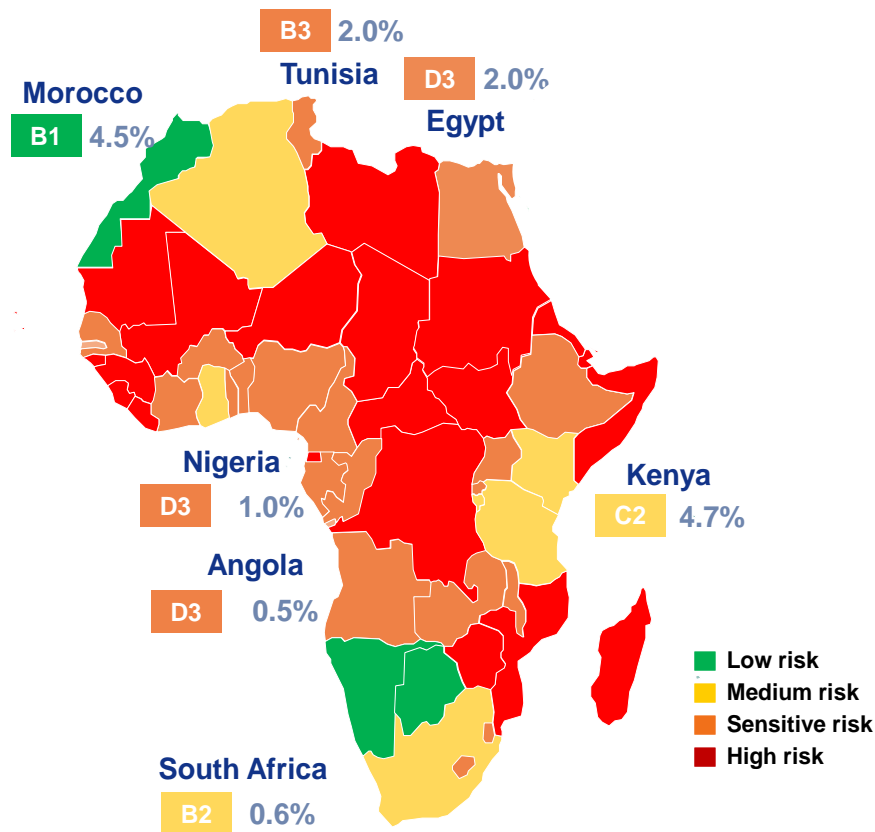 B3 2.0%
Tunisia
D3 2.0%
Egypt
Morocco
B1 4.5%
Nigeria
D3 1.0%
Kenya
C2 4.7%
Angola
D3 0.5%
South Africa
B2 0.6%
Low risk
Medium risk
Sensitive risk
High risk